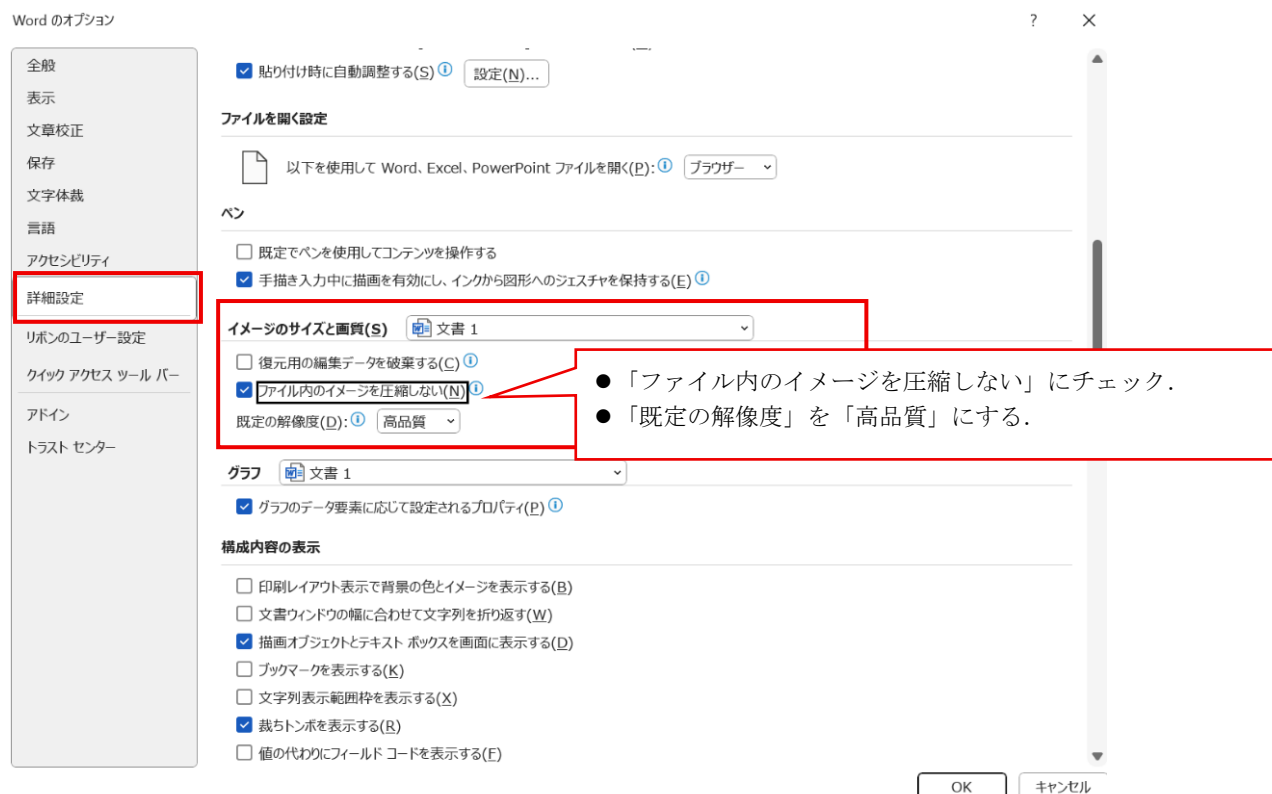 Word のオプション
?
全般
表示
文章校正
保存
文字体裁
言語
アクセシビリティ
詳細設定
リボンのユーザー設定
クイック アクセス ツール バー
アドイン
トラスト センター
貼り付け時に自動調整する(S) 設定(N)...
ファイルを開く設定
以下を使用して Word、Excel、PowerPoint ファイルを開く(P): ブラウザー
ペン
既定でペンを使用してコンテンツを操作する
手描き入力中に描画を有効にし、インクから図形へのジェスチャを保持する(E)
イメージのサイズと画質(S) 文書 1
復元用の編集データを破棄する(C)
ファイル内のイメージを圧縮しない(N)
既定の解像度(D): 高品質
●「ファイル内のイメージを圧縮しない」にチェック.
●「既定の解像度」を「高品質」にする.
グラフ 文書 1
グラフのデータ要素に応じて設定されるプロパティ(P)
構成内容の表示
印刷レイアウト表示で背景の色とイメージを表示する(B)
文書ウィンドウの幅に合わせて文字列を折り返す(W)
描画オブジェクトとテキスト ボックスを画面に表示する(D)
ブックマークを表示する(K)
文字列表示範囲枠を表示する(X)
裁ちトンボを表示する(R)
値の代わりにフィールド コードを表示する(F)
OK キャンセル